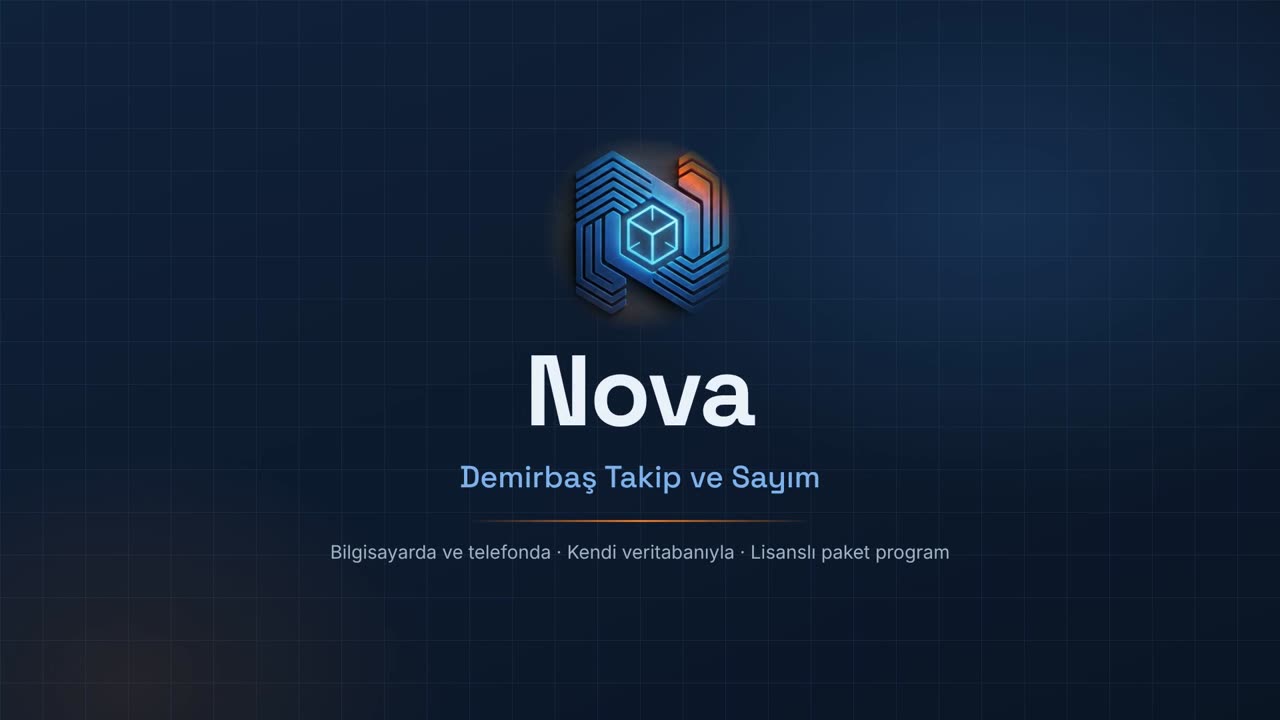 Nova
Demirbaş Takip ve Sayım
Bilgisayarda ve telefonda · Kendi veritabanıyla · Lisanslı paket program